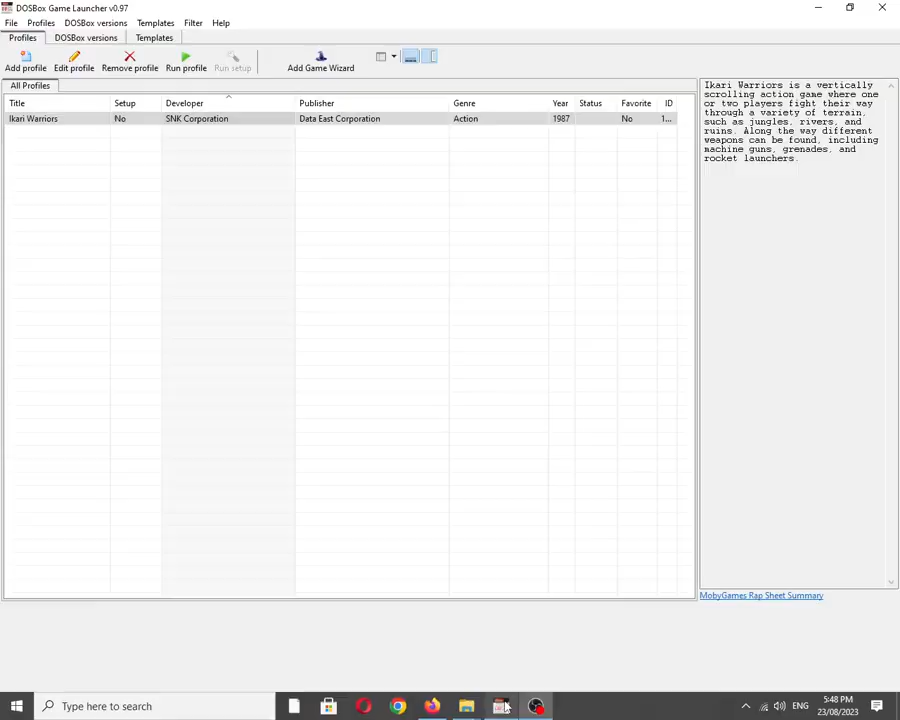 DOSBox Game Launcher v0.97
File Profiles DOSBox versions Templates Filter Help
Profiles DOSBox versions Templates
Add profile Edit profile Remove profile Run profile Run setup Add Game Wizard
All Profiles
Title Setup Developer Publisher Genre Year Status Favorite ID
Ikari Warriors No SNK Corporation Data East Corporation Action 1987 No 1...
Ikari Warriors is a vertically
scrolling action game where one
or two players fight their way
through a variety of terrain,
such as jungles, rivers, and
ruins. Along the way different
weapons can be found, including
machine guns, grenades, and
rocket launchers.
MobyGames Rap Sheet Summary
Type here to search
ENG
5:48 PM
23/08/2023